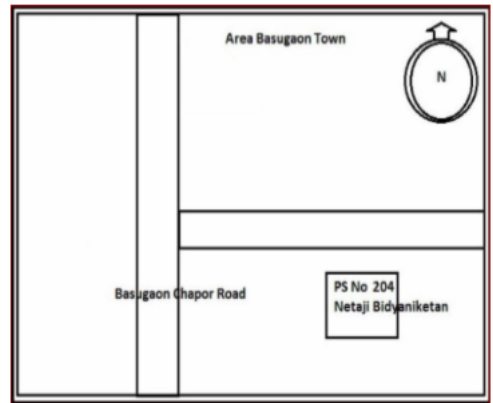 Area Basugaon Town
N
Basugaon Chapor Road
PS No 204
Netaji Bidyaniketan